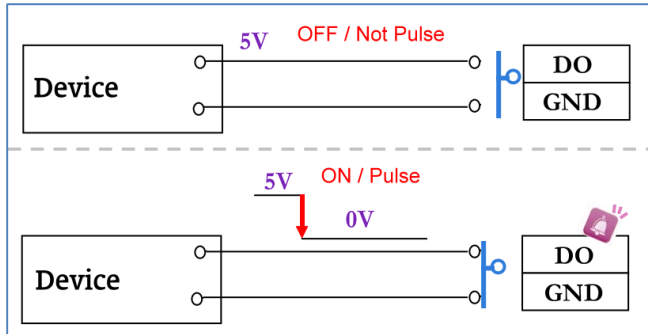 5V
OFF / Not Pulse
Device
DO
GND
5V
ON / Pulse
0V
Device
DO
GND